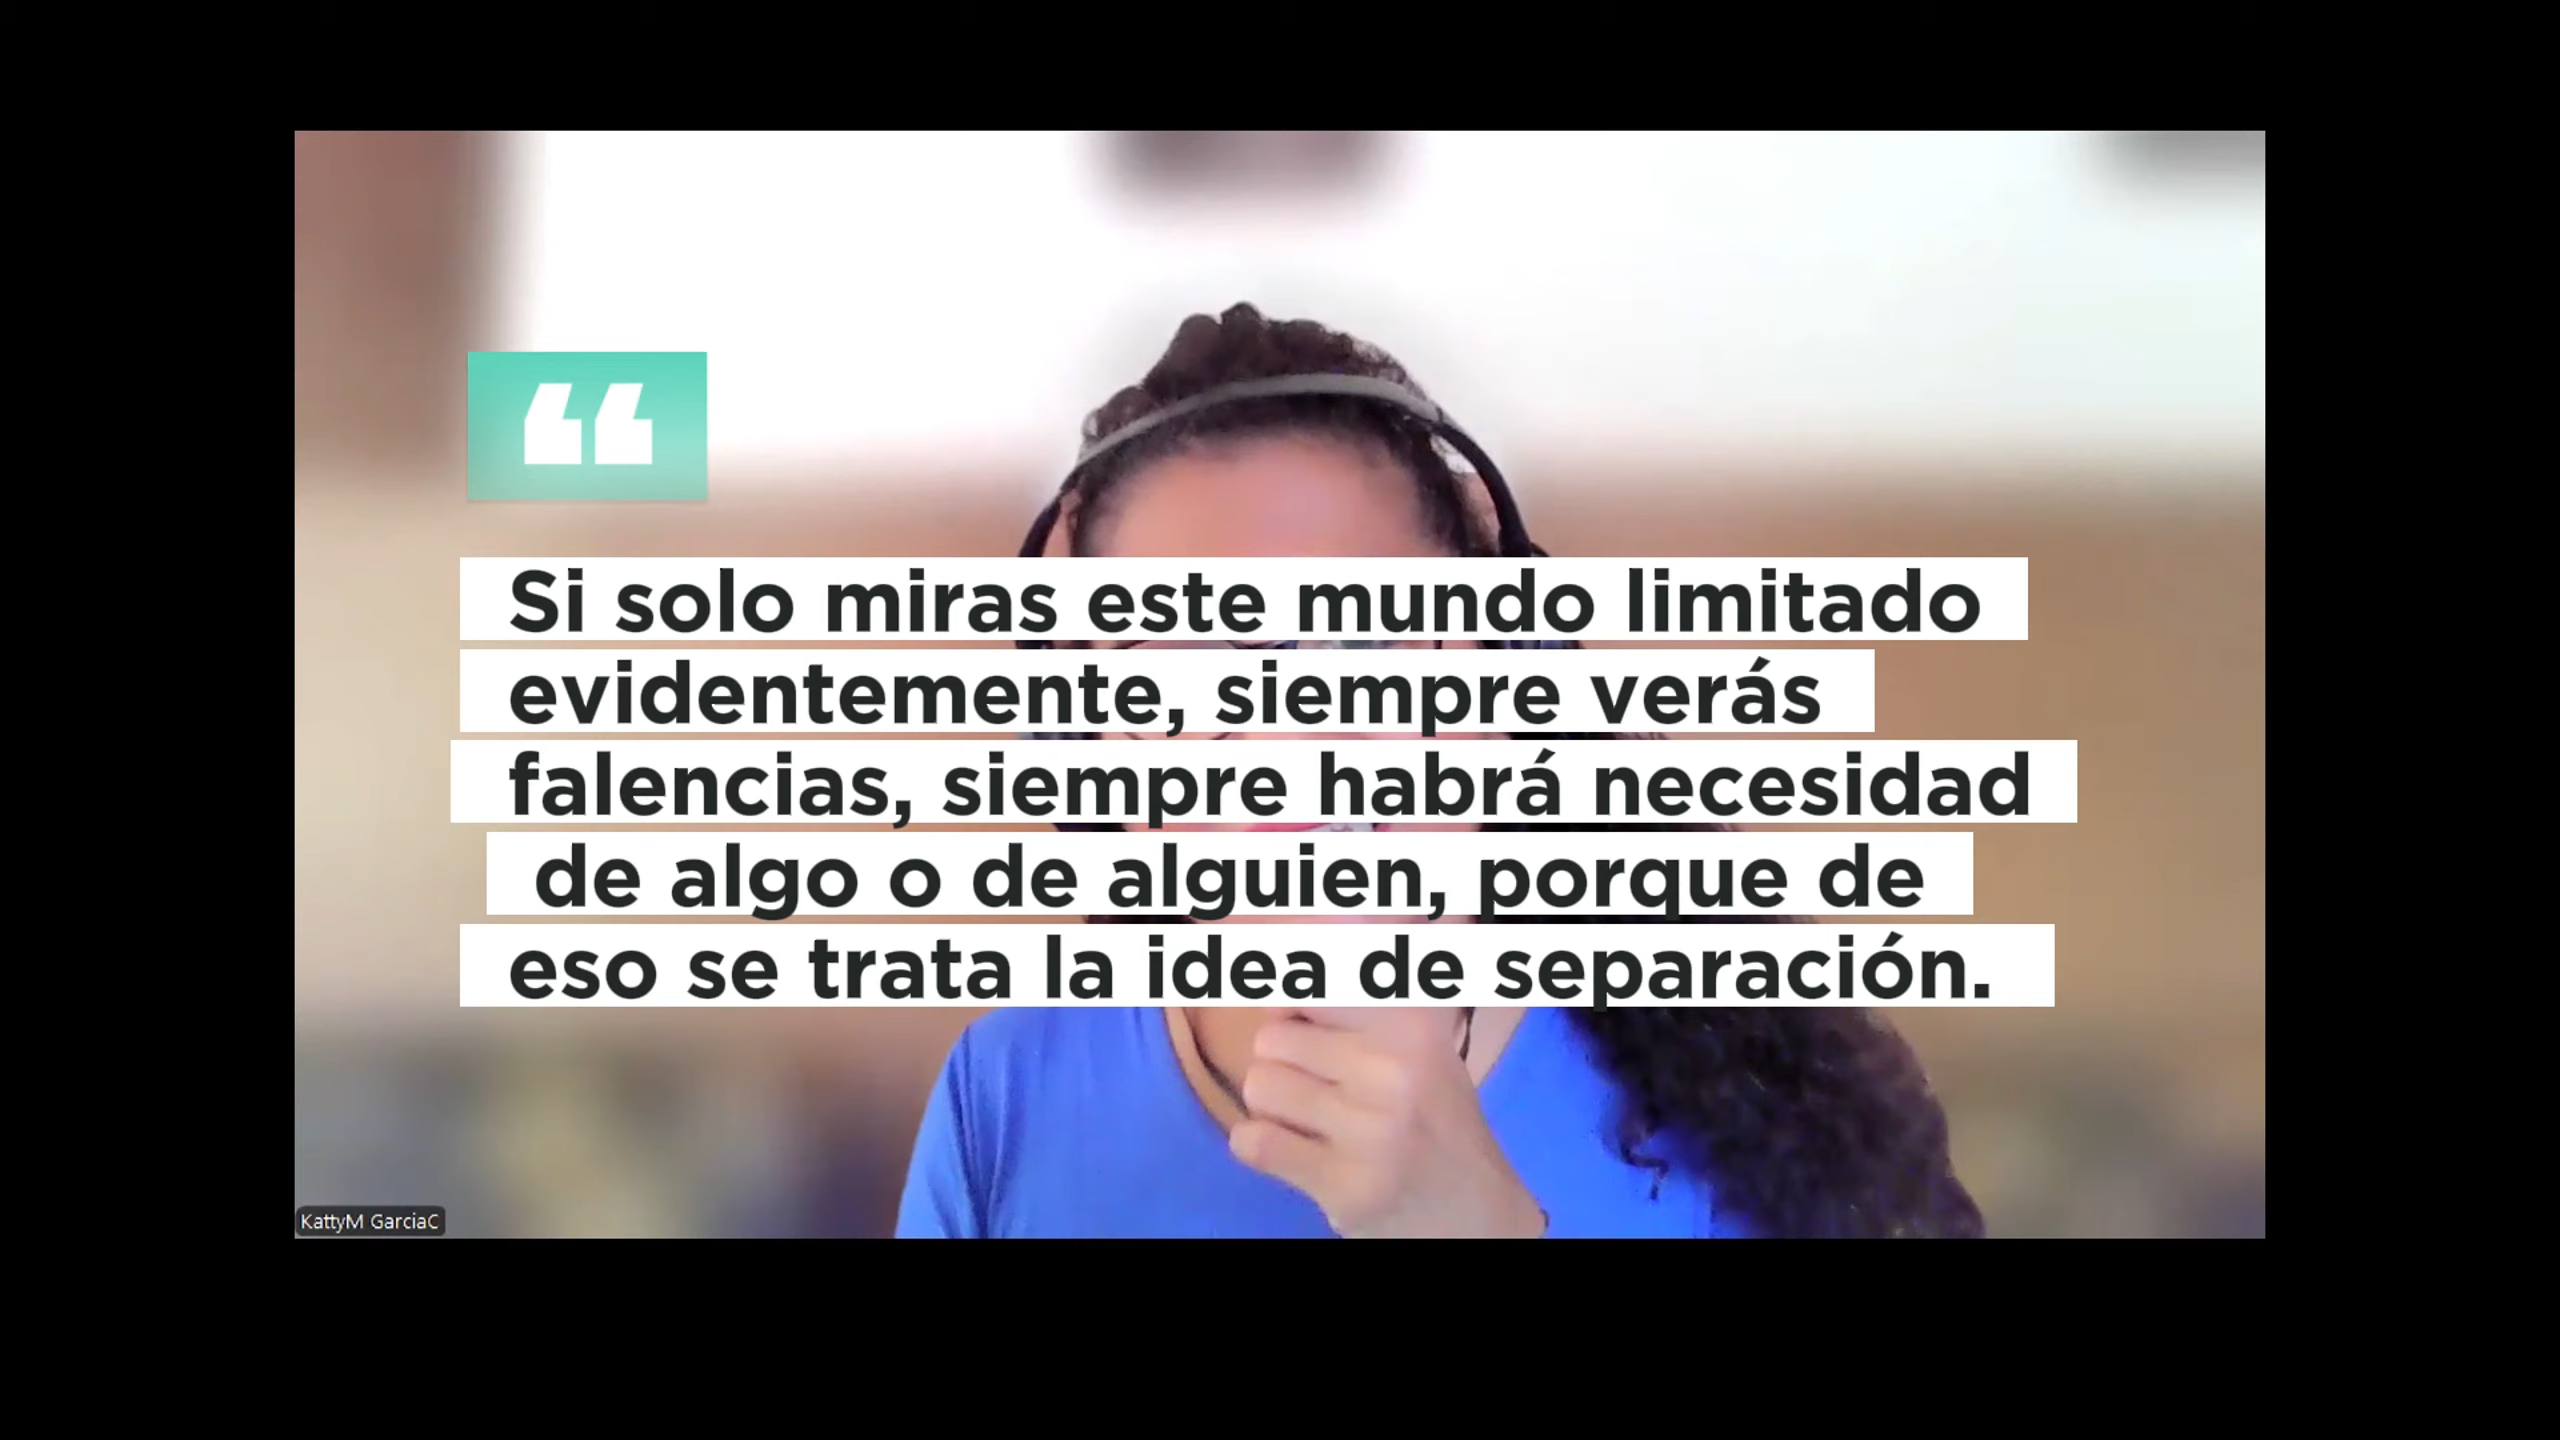 “
Si solo miras este mundo limitado
evidentemente, siempre verás
falencias, siempre habrá necesidad
de algo o de alguien, porque de
eso se trata la idea de separación.
KattyM GarciaC